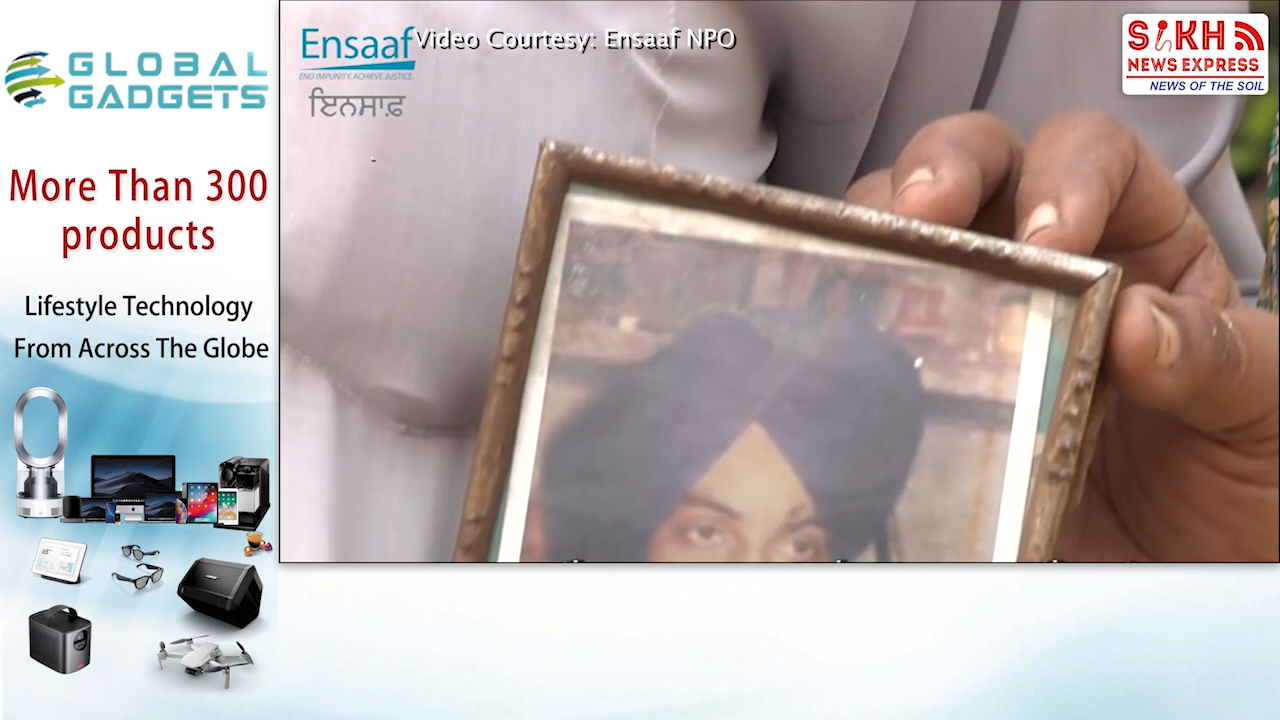 GLOBAL
GADGETS
More Than 300
products
Lifestyle Technology
From Across The Globe
Ensaaf
END IMPUNITY. ACHIEVE JUSTICE.
ਇਨਸਾਫ਼
Video Courtesy: Ensaaf NPO
SiKH
NEWS EXPRESS
NEWS OF THE SOIL